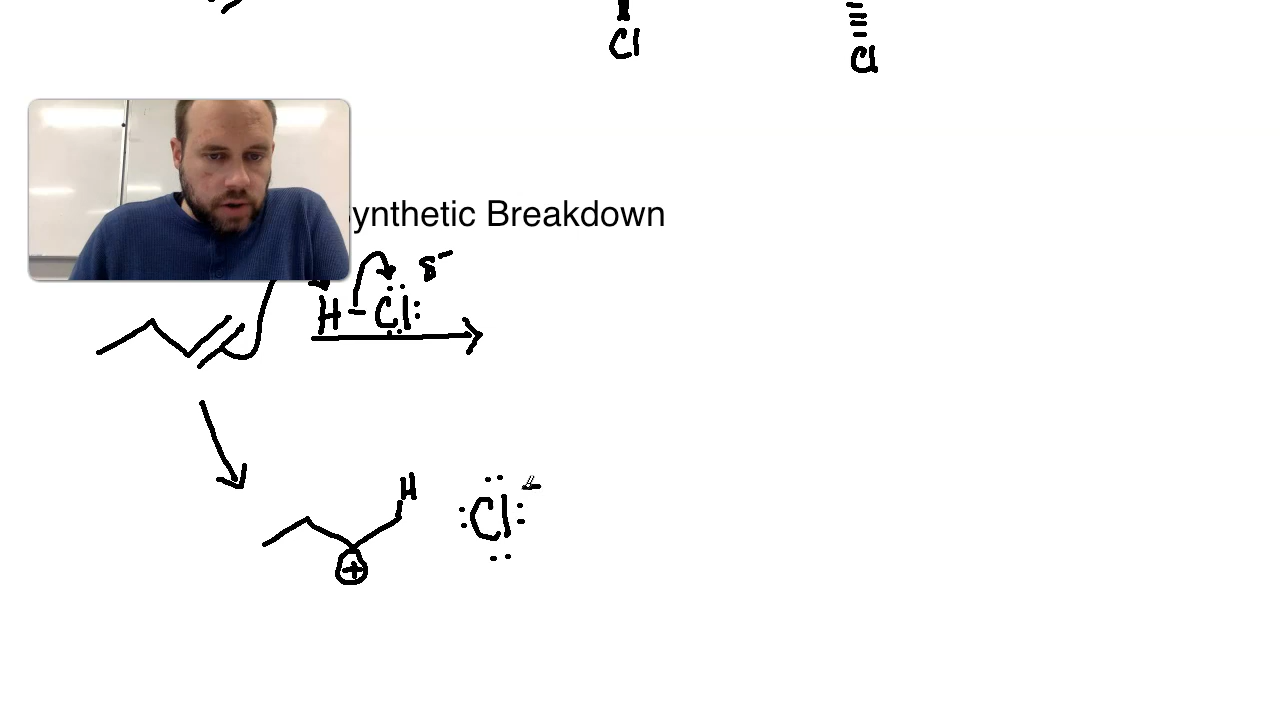 Cl Cl
ynthetic Breakdown
δ-
H-Cl
H
Cl -
+